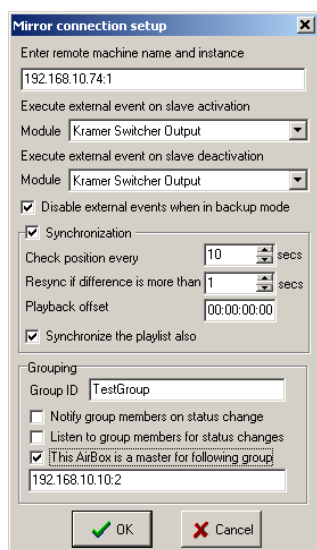 Mirror connection setup
Enter remote machine name and instance
192.168.10.74:1
Execute external event on slave activation
Module Kramer Switcher Output
Execute external event on slave deactivation
Module Kramer Switcher Output
Disable external events when in backup mode
Synchronization
Check position every 10 secs
Resync if difference is more than 1 secs
Playback offset 00:00:00:00
Synchronize the playlist also
Grouping
Group ID TestGroup
Notify group members on status change
Listen to group members for status changes
This AirBox is a master for following group
192.168.10.10:2
OK Cancel